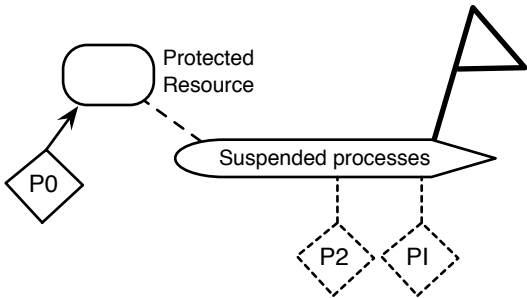 Protected
Resource
P0
Suspended processes
P2
PI